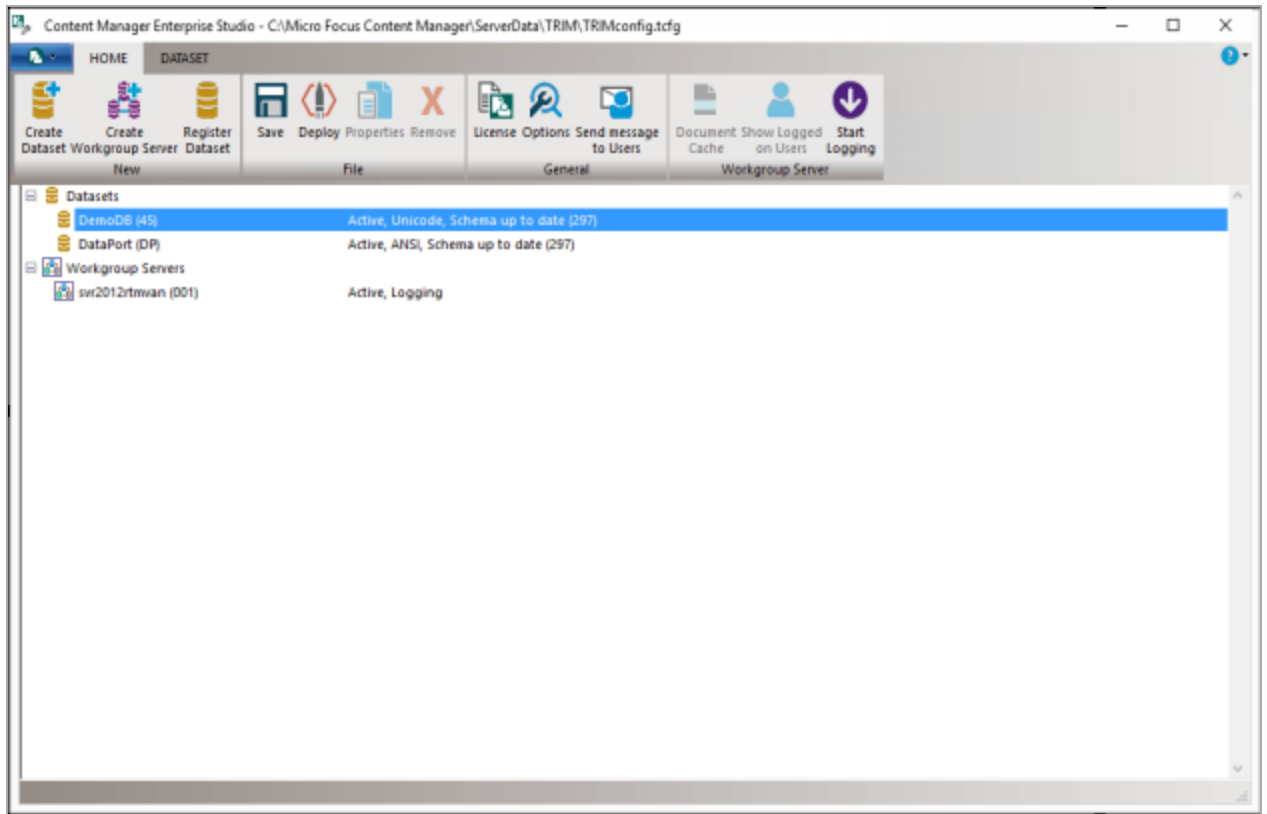 Content Manager Enterprise Studio - C:\Micro Focus Content Manager\ServerData\TRIM\TRIMconfig.tcfg
HOME DATASET
Create Dataset Create Workgroup Server Register Dataset Save Deploy Properties Remove License Options Send message to Users Document Cache Show Logged on Users Start Logging
New File General Workgroup Server
Datasets
DemoDB (45) Active, Unicode, Schema up to date (297)
DataPort (DP) Active, ANSI, Schema up to date (297)
Workgroup Servers
svr2012rtmvan (001) Active, Logging